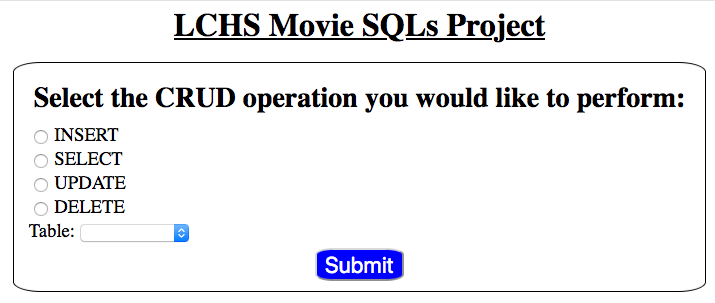 LCHS Movie SQLs Project
Select the CRUD operation you would like to perform:
INSERT
SELECT
UPDATE
DELETE
Table:
Submit